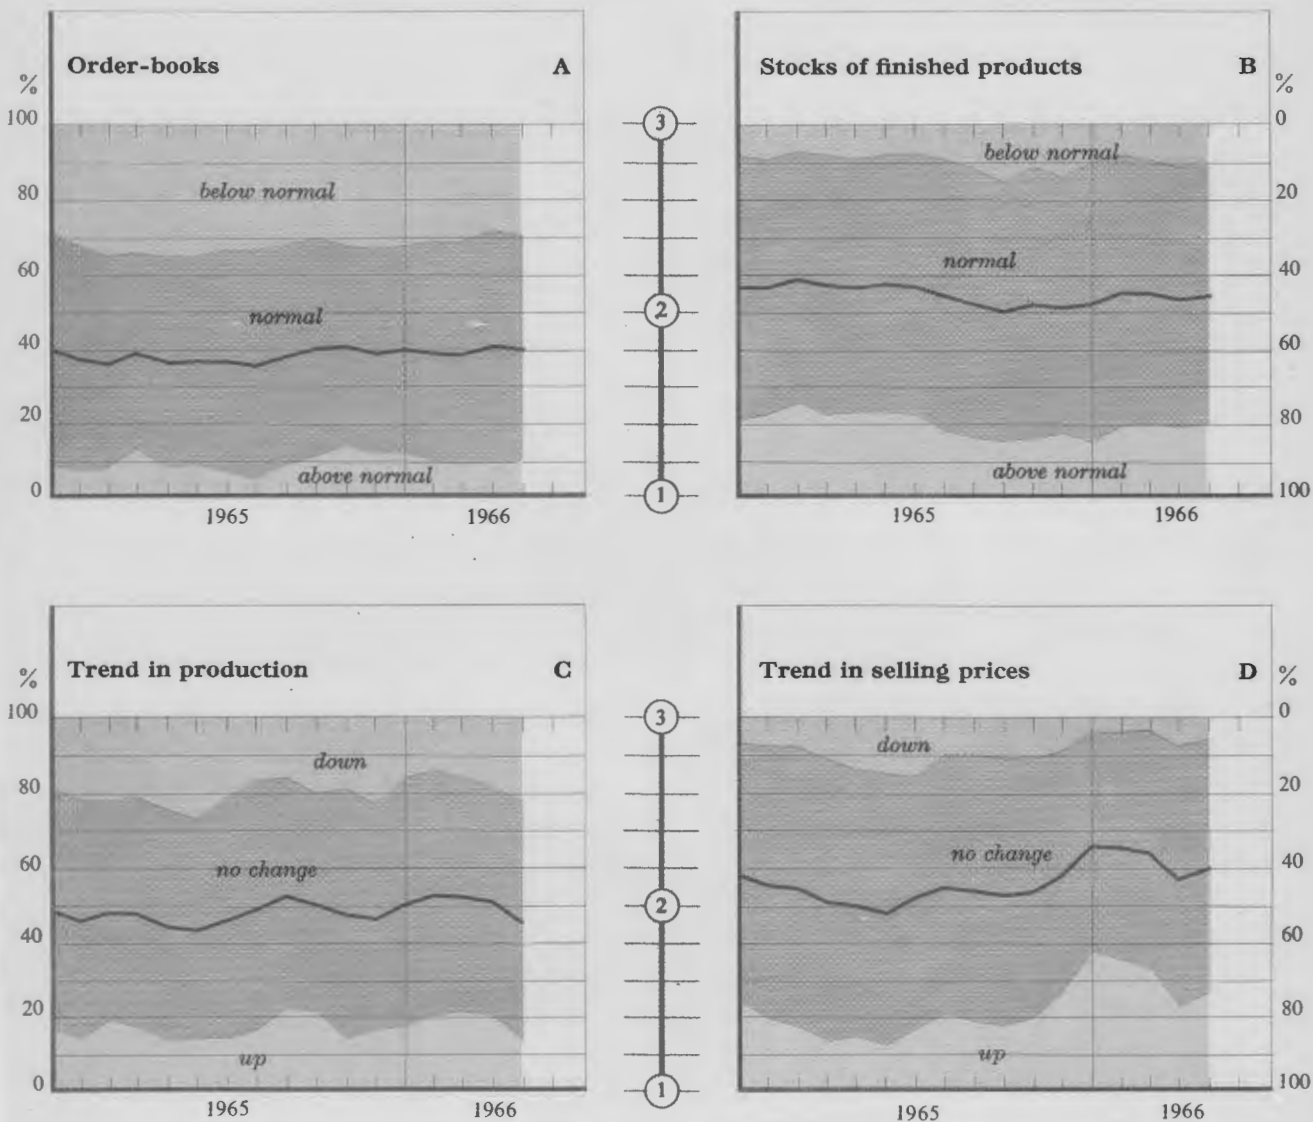 Order-books A
%
100
80
60
40
20
0
below normal
normal
above normal
1965 1966
3
2
1
Stocks of finished products B
%
0
20
40
60
80
100
below normal
normal
above normal
1965 1966
Trend in production C
%
100
80
60
40
20
0
down
no change
up
1965 1966
3
2
1
Trend in selling prices D
%
0
20
40
60
80
100
down
no change
up
1965 1966